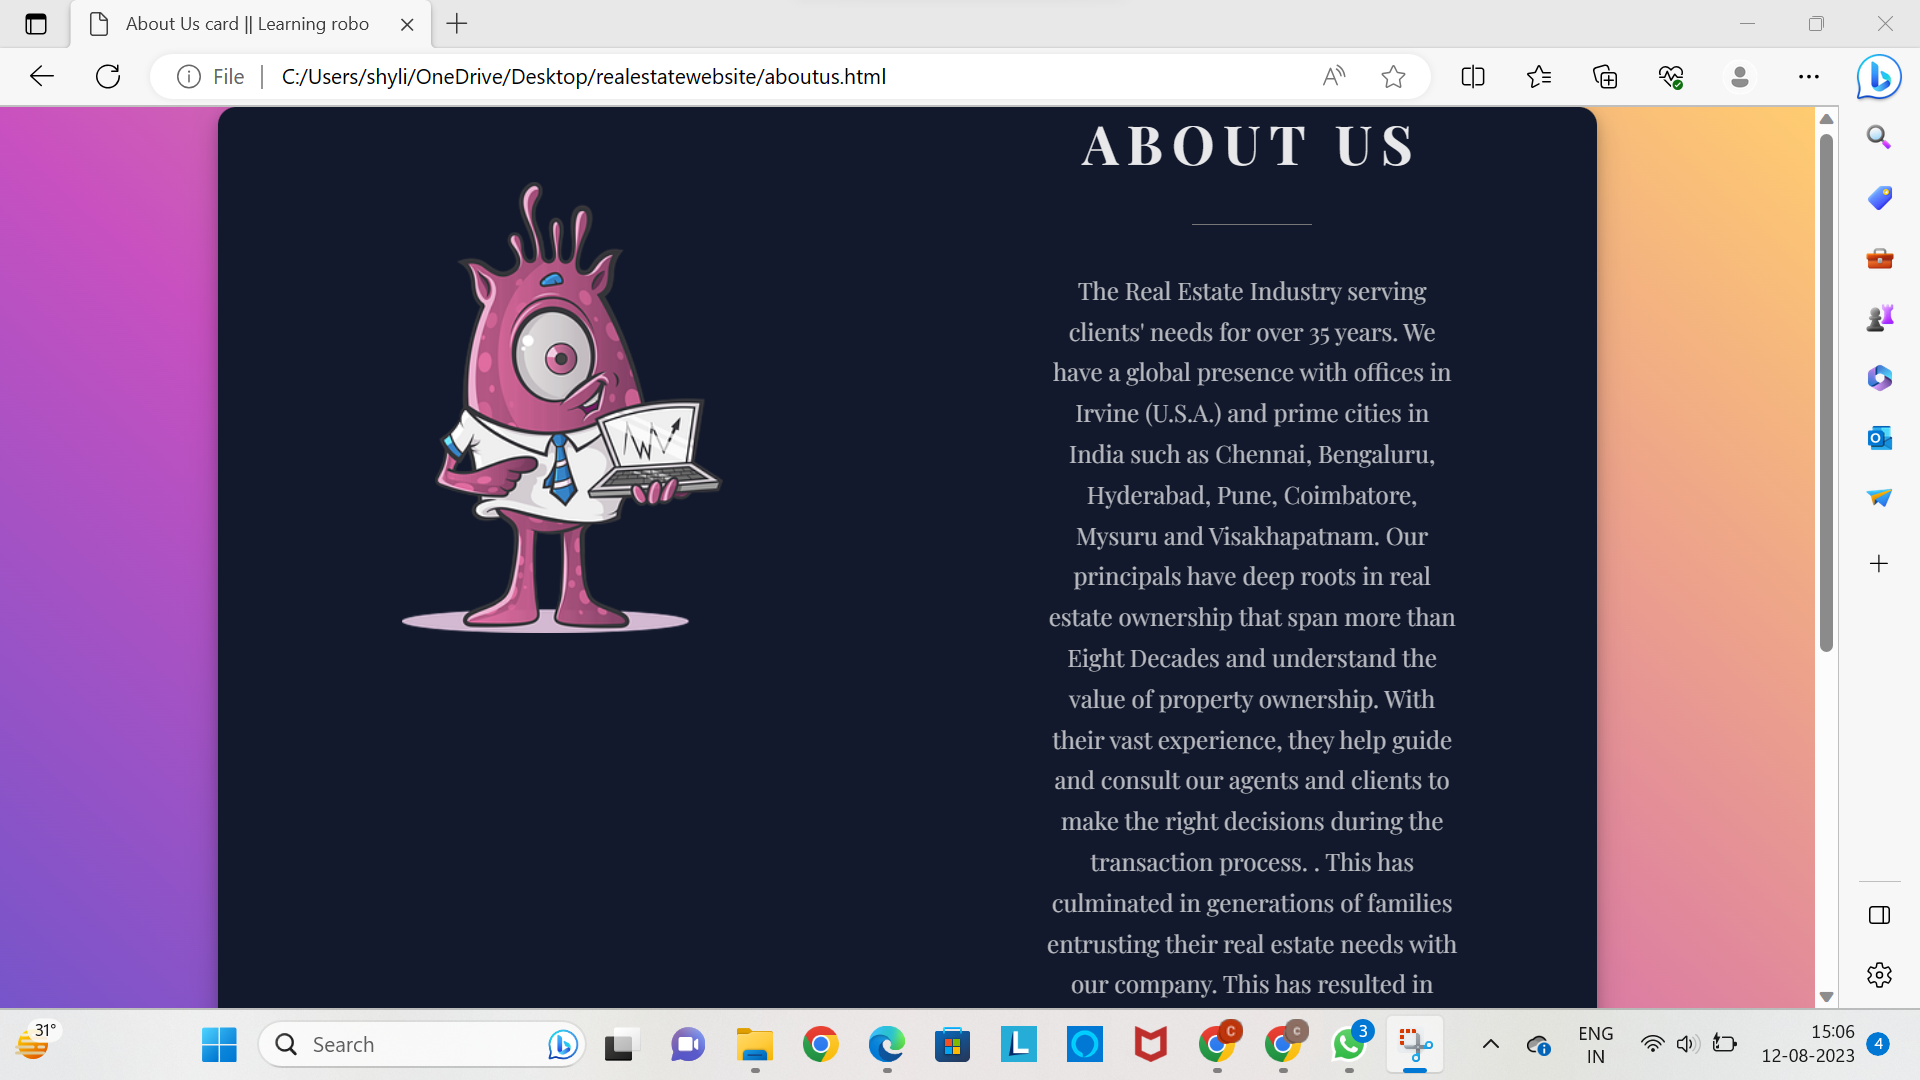 About Us card || Learning robo
File
C:/Users/shyli/OneDrive/Desktop/realestatewebsite/aboutus.html
ABOUT US
The Real Estate Industry serving
clients' needs for over 35 years. We
have a global presence with offices in
Irvine (U.S.A.) and prime cities in
India such as Chennai, Bengaluru,
Hyderabad, Pune, Coimbatore,
Mysuru and Visakhapatnam. Our
principals have deep roots in real
estate ownership that span more than
Eight Decades and understand the
value of property ownership. With
their vast experience, they help guide
and consult our agents and clients to
make the right decisions during the
transaction process. . This has
culminated in generations of families
entrusting their real estate needs with
our company. This has resulted in
31°
Search
L
C
c
3
ENG
IN
15:06
12-08-2023
4